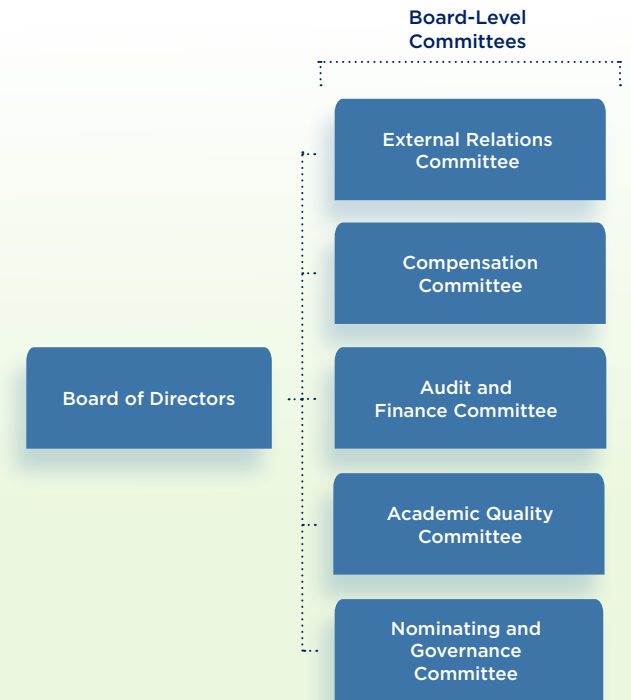 Board-Level
Committees
External Relations
Committee
Compensation
Committee
Board of Directors
Audit and
Finance Committee
Academic Quality
Committee
Nominating and
Governance
Committee